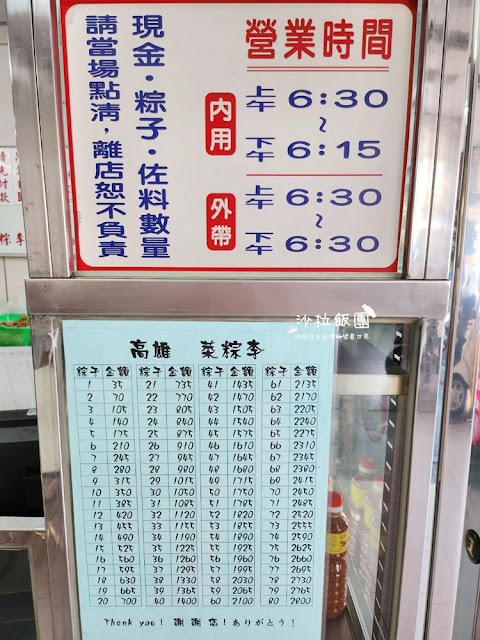 營業時間
內用
上午 6:30
~
下午 6:15
外帶
上午 6:30
~
下午 6:30
現金·粽子·佐料數量
請當場點清，離店恕不負責
沙拉飯團
高雄 菜粽李
粽子 金額 粽子 金額 粽子 金額 粽子 金額
1 35 21 735 41 1435 61 2135
2 70 22 770 42 1470 62 2170
3 105 23 805 43 1505 63 2205
4 140 24 840 44 1540 64 2240
5 175 25 875 45 1575 65 2275
6 210 26 910 46 1610 66 2310
7 245 27 945 47 1645 67 2345
8 280 28 980 48 1680 68 2380
9 315 29 1015 49 1715 69 2415
10 350 30 1050 50 1750 70 2450
11 385 31 1085 51 1785 71 2485
12 420 32 1120 52 1820 72 2520
13 455 33 1155 53 1855 73 2555
14 490 34 1190 54 1890 74 2590
15 525 35 1225 55 1925 75 2625
16 560 36 1260 56 1960 76 2660
17 595 37 1295 57 1995 77 2695
18 630 38 1330 58 2030 78 2730
19 665 39 1365 59 2065 79 2765
20 700 40 1400 60 2100 80 2800
Thank you! 謝謝您! ありがとう!
粽李